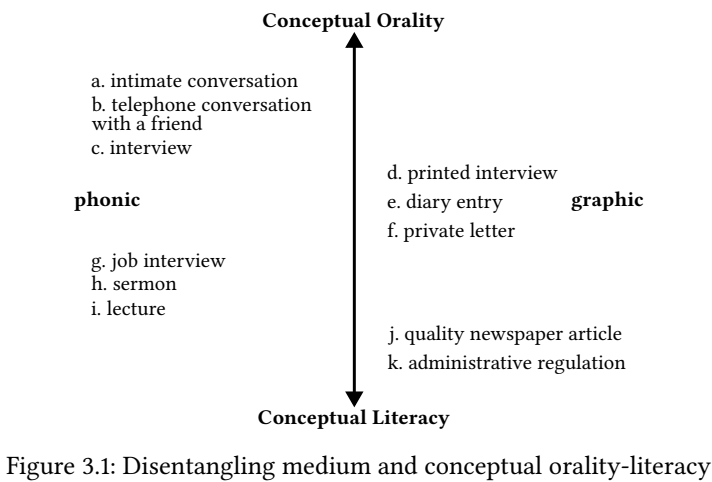 Conceptual Orality
a. intimate conversation
b. telephone conversation
with a friend
c. interview
d. printed interview
phonic
e. diary entry
graphic
f. private letter
g. job interview
h. sermon
i. lecture
j. quality newspaper article
k. administrative regulation
Conceptual Literacy
Figure 3.1: Disentangling medium and conceptual orality-literacy